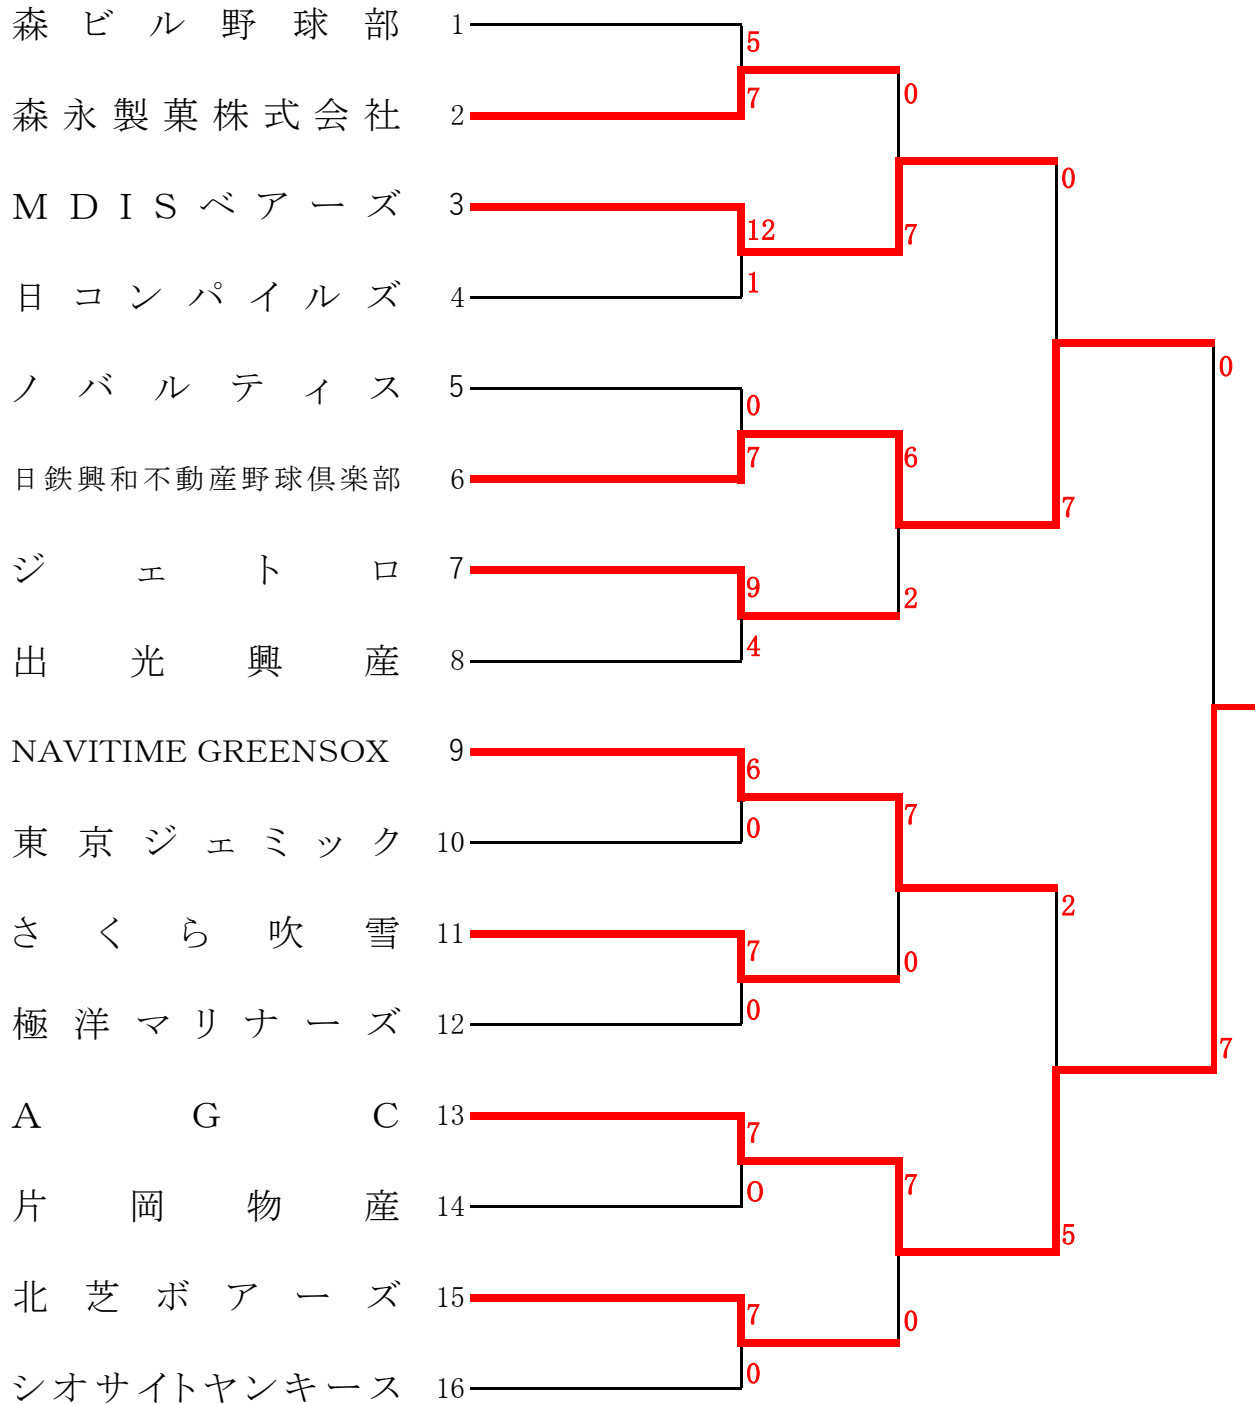 森ビル野球部 1
5
7
0
森永製菓株式会社 2
0
MDISベアーズ 3
12
7
1
日コンパイルズ 4
0
ノバルティス 5
0
7
6
日鉄興和不動産野球倶楽部 6
7
ジェトロ 7
9
2
4
出光興産 8
NAVITIME GREENSOX 9
6
7
0
東京ジェミック 10
2
さくら吹雪 11
7
0
0
極洋マリナーズ 12
7
AGC 13
7
7
0
片岡物産 14
5
北芝ボアーズ 15
7
0
0
シオサイトヤンキース 16